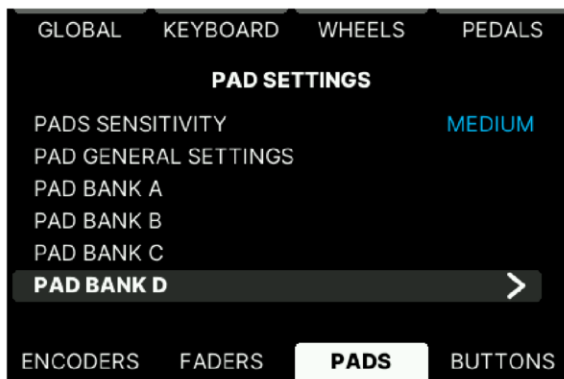 GLOBAL KEYBOARD WHEELS PEDALS
PAD SETTINGS
PADS SENSITIVITY MEDIUM
PAD GENERAL SETTINGS
PAD BANK A
PAD BANK B
PAD BANK C
PAD BANK D >
ENCODERS FADERS PADS BUTTONS